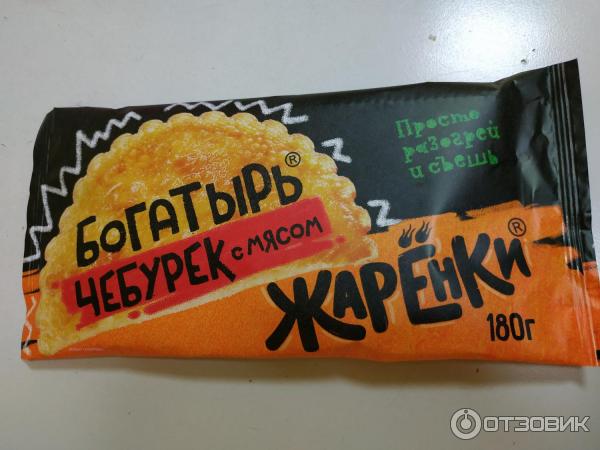 Просто
разогрей
и съешь
БОГАТЫРЬ®
ЧЕБУРЕК с мясом
ЖАРЁНКИ®
180г
ОТЗОВИК